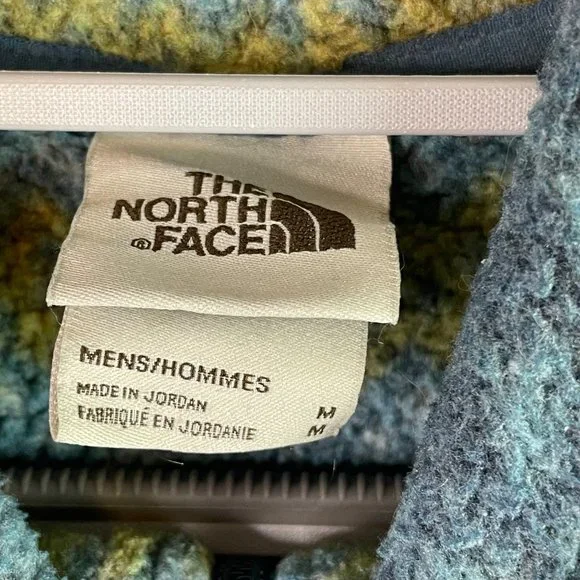 THE
NORTH
®FACE
MENS/HOMMES
MADE IN JORDAN M
FABRIQUÉ EN JORDANIE M